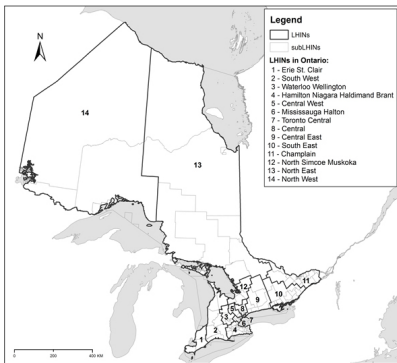 N
Legend
LHINs
subLHINs
LHINs in Ontario:
1 - Erie St. Clair
2 - South West
3 - Waterloo Wellington
4 - Hamilton Niagara Haldimand Brant
5 - Central West
6 - Mississauga Halton
7 - Toronto Central
8 - Central
9 - Central East
10 - South East
11 - Champlain
12 - North Simcoe Muskoka
13 - North East
14 - North West
14
13
11
12
10
9
5 8
3 7
6
2 4
1
0 200 400 KM